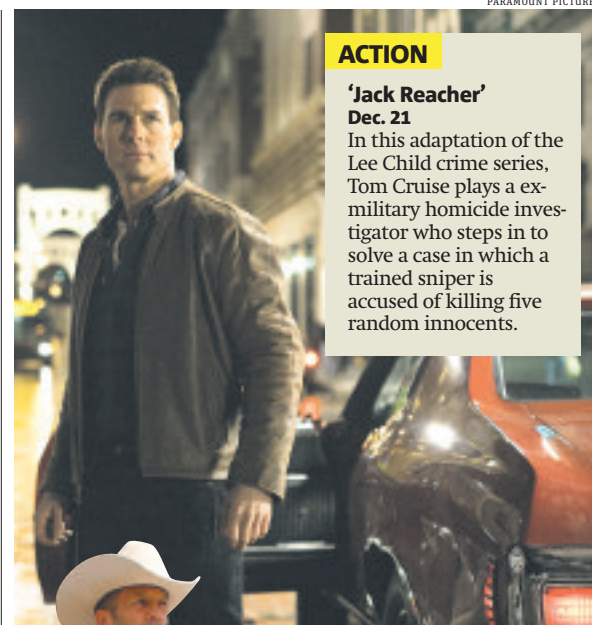 PARAMOUNT PICTURE
ACTION
‘Jack Reacher’
Dec. 21
In this adaptation of the
Lee Child crime series,
Tom Cruise plays a ex-
military homicide inves-
tigator who steps in to
solve a case in which a
trained sniper is
accused of killing five
random innocents.